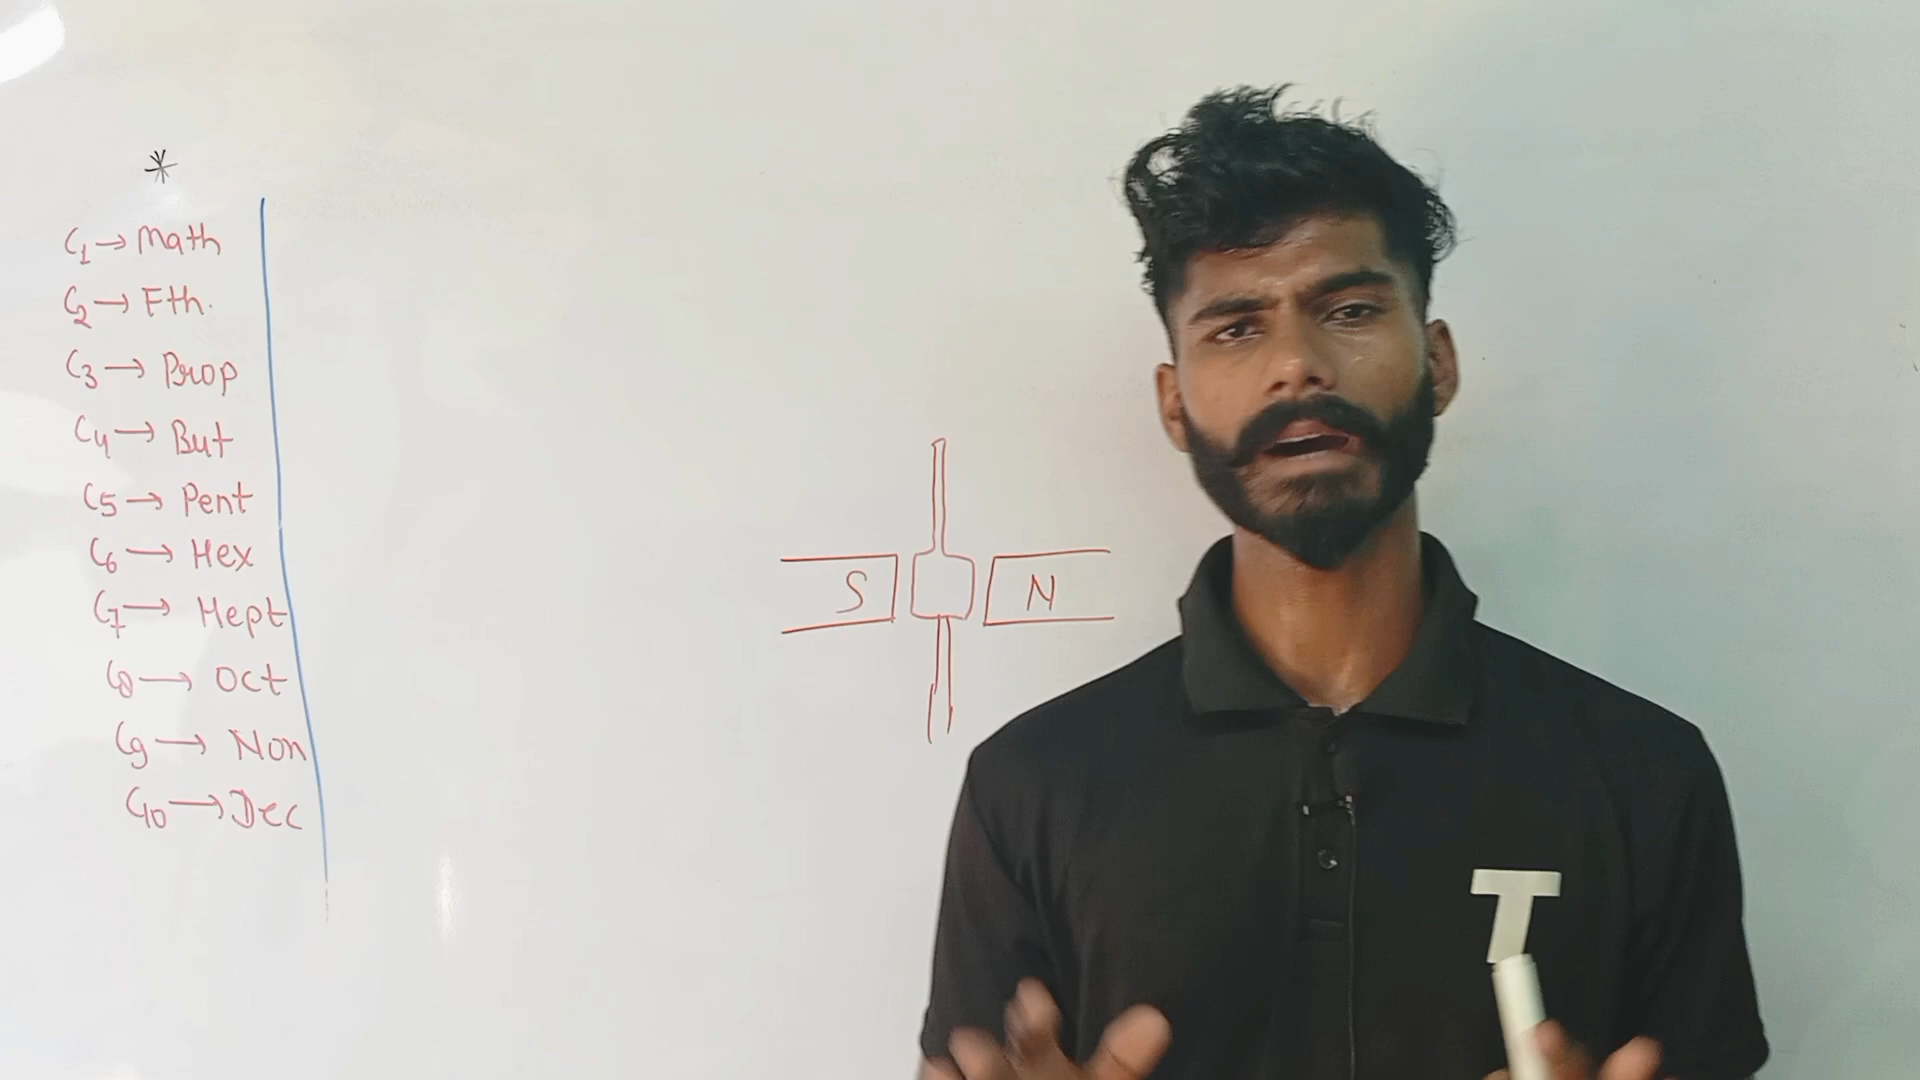 *
C1 → Math
C2 → Eth.
C3 → Prop
C4 → But
C5 → Pent
C6 → Hex
C7 → Hept
C8 → Oct
C9 → Non
C10 → Dec
S N
T